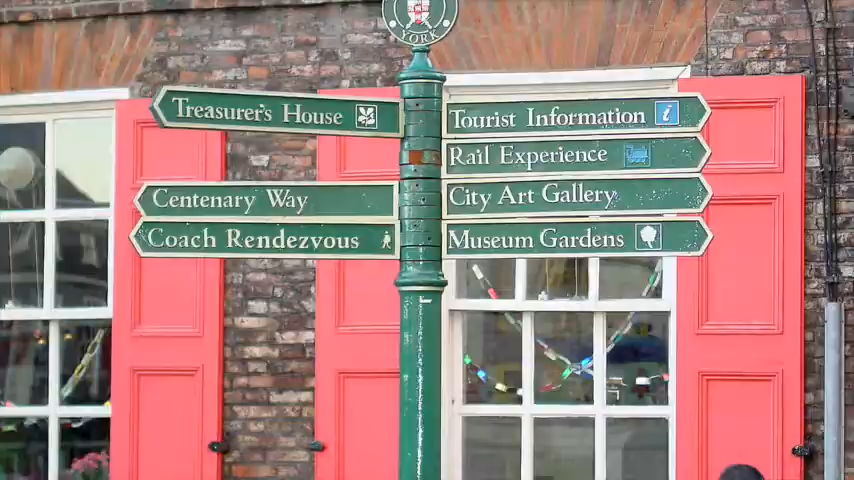 YORK
Treasurer's House
Centenary Way
Coach Rendezvous
Tourist Information i
Rail Experience
City Art Gallery
Museum Gardens